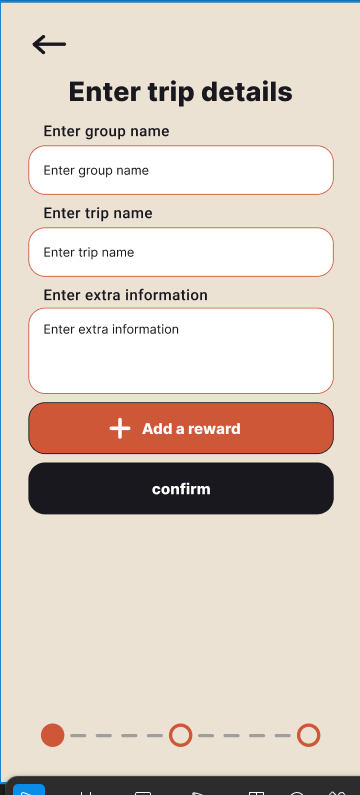 Enter trip details
Enter group name
Enter group name
Enter trip name
Enter trip name
Enter extra information
Enter extra information
Add a reward
confirm